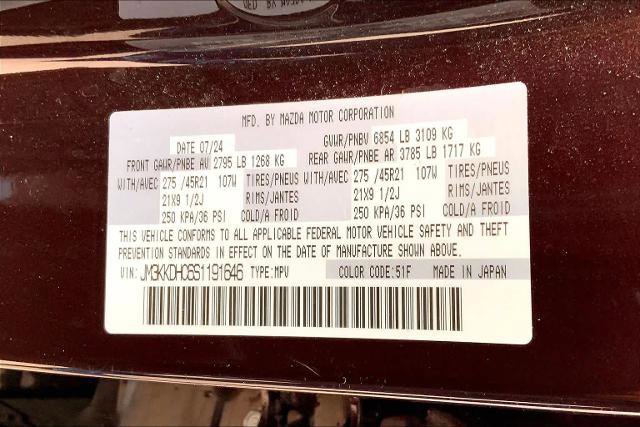 MFD. BY MAZDA MOTOR CORPORATION
DATE 07/24 GVWR/PNBV 6854 LB 3109 KG
FRONT GAWR/PNBE AV 2795 LB 1268 KG REAR GAWR/PNBE AR 3785 LB 1717 KG
WITH/AVEC 275 /45R21 107W TIRES/PNEUS WITH/AVEC 275 /45R21 107W TIRES/PNEUS
21X9 1/2J RIMS/JANTES 21X9 1/2J RIMS/JANTES
250 KPA/36 PSI COLD/A FROID 250 KPA/36 PSI COLD/A FROID
THIS VEHICLE CONFORMS TO ALL APPLICABLE FEDERAL MOTOR VEHICLE SAFETY AND THEFT
PREVENTION STANDARDS IN EFFECT ON THE DATE OF MANUFACTURE SHOWN ABOVE.
VIN: JM3KKDHC6S1191646 TYPE:MPV COLOR CODE:51F MADE IN JAPAN